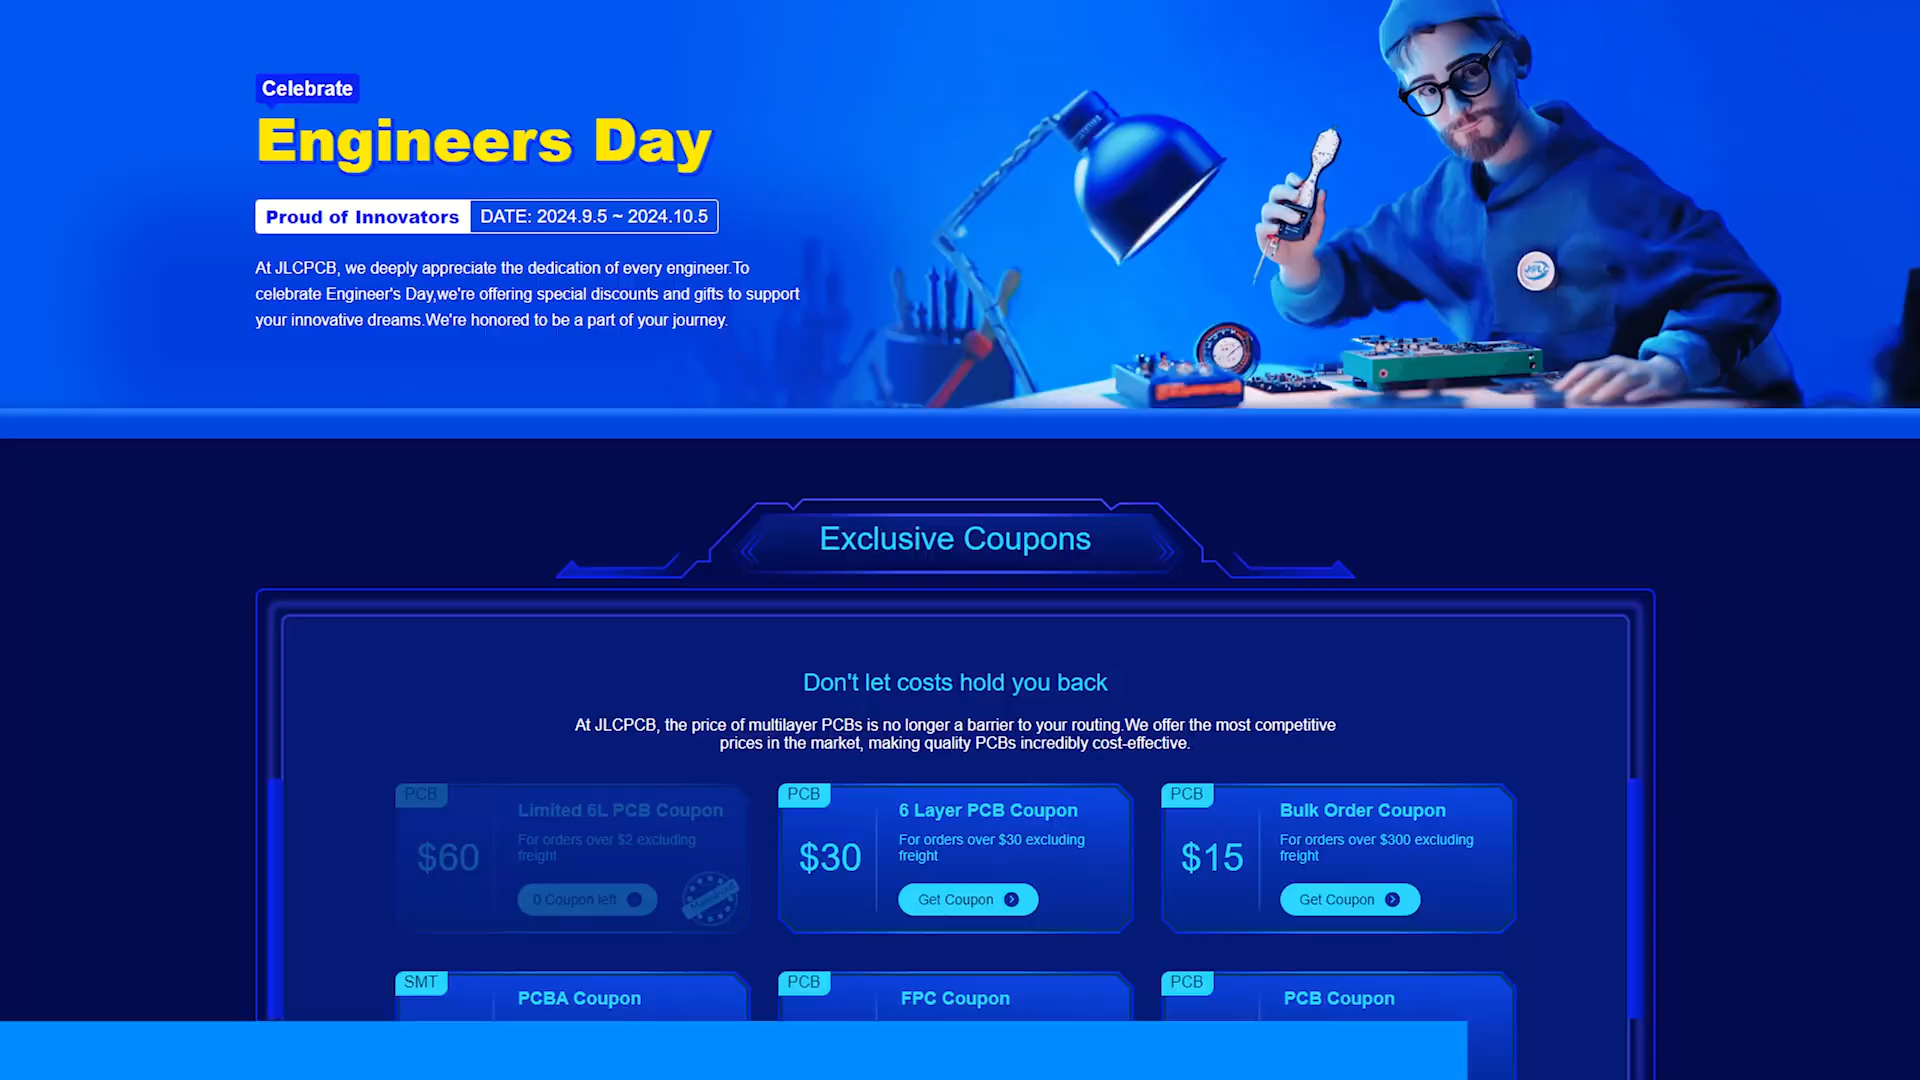 Celebrate
Engineers Day
Proud of Innovators DATE: 2024.9.5 ~ 2024.10.5
At JLCPCB, we deeply appreciate the dedication of every engineer.To
celebrate Engineer's Day,we're offering special discounts and gifts to support
your innovative dreams.We're honored to be a part of your journey.
Exclusive Coupons
Don't let costs hold you back
At JLCPCB, the price of multilayer PCBs is no longer a barrier to your routing.We offer the most competitive
prices in the market, making quality PCBs incredibly cost-effective.
PCB
Limited 6L PCB Coupon
$60
For orders over $2 excluding
freight
0 Coupon left
PCB
6 Layer PCB Coupon
$30
For orders over $30 excluding
freight
Get Coupon
PCB
Bulk Order Coupon
$15
For orders over $300 excluding
freight
Get Coupon
SMT
PCBA Coupon
PCB
FPC Coupon
PCB
PCB Coupon